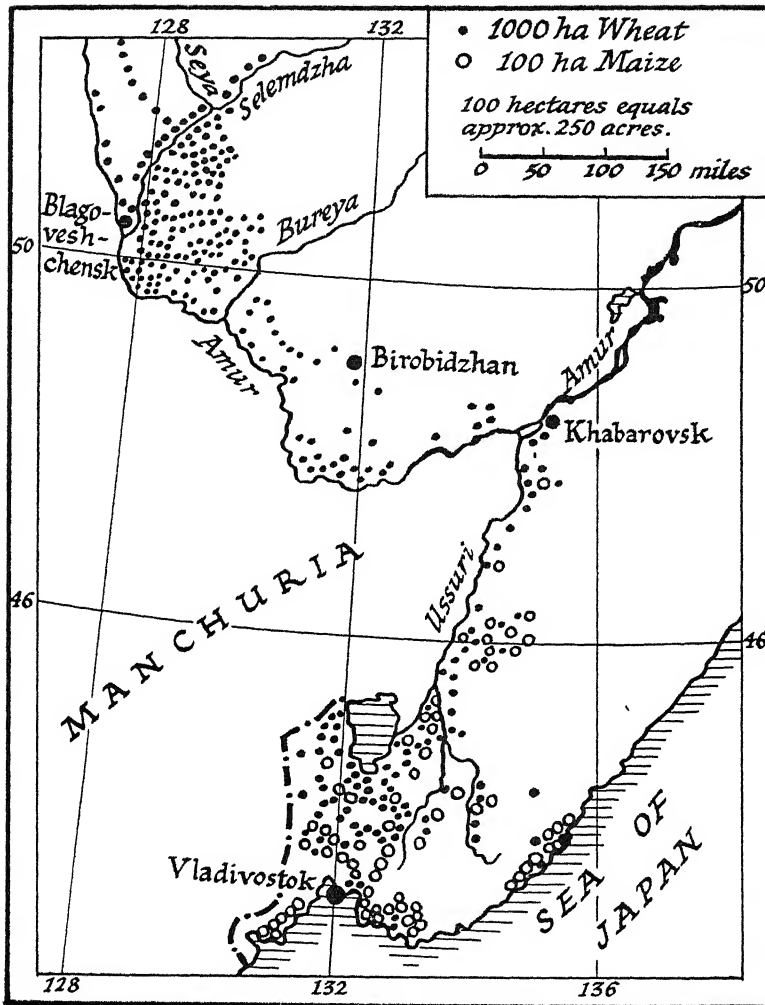 128
132
Seya
Selemdzha
1000 ha Wheat
100 ha Maize
100 hectares equals
approx. 250 acres.
0 50 100 150 miles
Blago-
vesh-
chensk
50
Bureya
50
Amur
Birobidzhan
Amur
Khabarovsk
Ussuri
MANCHURIA
46
46
Vladivostok
SEA OF
JAPAN
128
132
136